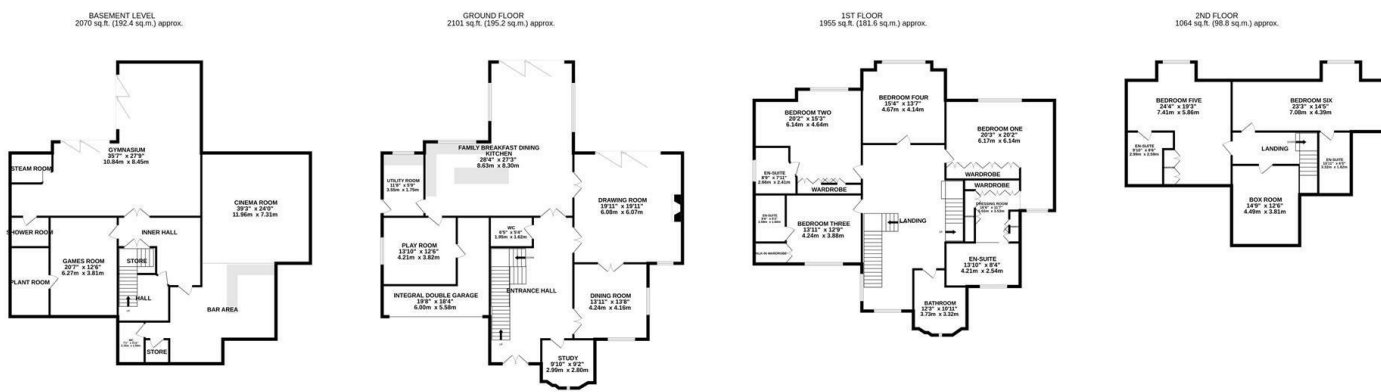 BASEMENT LEVEL
2070 sq.ft. (192.4 sq.m.) approx.
GYMNASIUM
35'7" x 27'9"
10.84m x 8.45m
STEAM ROOM
CINEMA ROOM
39'3" x 24'0"
11.96m x 7.31m
SHOWER ROOM
INNER HALL
GAMES ROOM
20'7" x 12'6"
6.27m x 3.81m
STORE
PLANT ROOM
HALL
BAR AREA
STORE
GROUND FLOOR
2101 sq.ft. (195.2 sq.m.) approx.
FAMILY BREAKFAST DINING
KITCHEN
28'4" x 27'3"
8.63m x 8.30m
UTILITY ROOM
11'8" x 5'9"
3.55m x 1.75m
DRAWING ROOM
19'11" x 19'11"
6.08m x 6.07m
WC
PLAY ROOM
13'10" x 12'6"
4.21m x 3.82m
ENTRANCE HALL
INTEGRAL DOUBLE GARAGE
19'8" x 18'4"
6.00m x 5.58m
DINING ROOM
13'11" x 13'8"
4.24m x 4.16m
STUDY
9'10" x 9'2"
2.99m x 2.80m
1ST FLOOR
1955 sq.ft. (181.6 sq.m.) approx.
BEDROOM FOUR
15'4" x 13'7"
4.67m x 4.14m
BEDROOM TWO
20'2" x 15'3"
6.14m x 4.64m
BEDROOM ONE
20'3" x 20'2"
6.17m x 6.14m
EN-SUITE
WARDROBE
WARDROBE
WARDROBE
DRESSING ROOM
EN-SUITE
BEDROOM THREE
13'11" x 12'9"
4.24m x 3.88m
LANDING
WALK IN WARDROBE
EN-SUITE
13'10" x 8'4"
4.21m x 2.54m
BATHROOM
12'3" x 10'11"
3.73m x 3.32m
2ND FLOOR
1064 sq.ft. (98.8 sq.m.) approx.
BEDROOM FIVE
24'4" x 19'3"
7.41m x 5.86m
BEDROOM SIX
23'3" x 14'5"
7.08m x 4.39m
EN-SUITE
LANDING
EN-SUITE
BOX ROOM
14'9" x 12'6"
4.49m x 3.81m